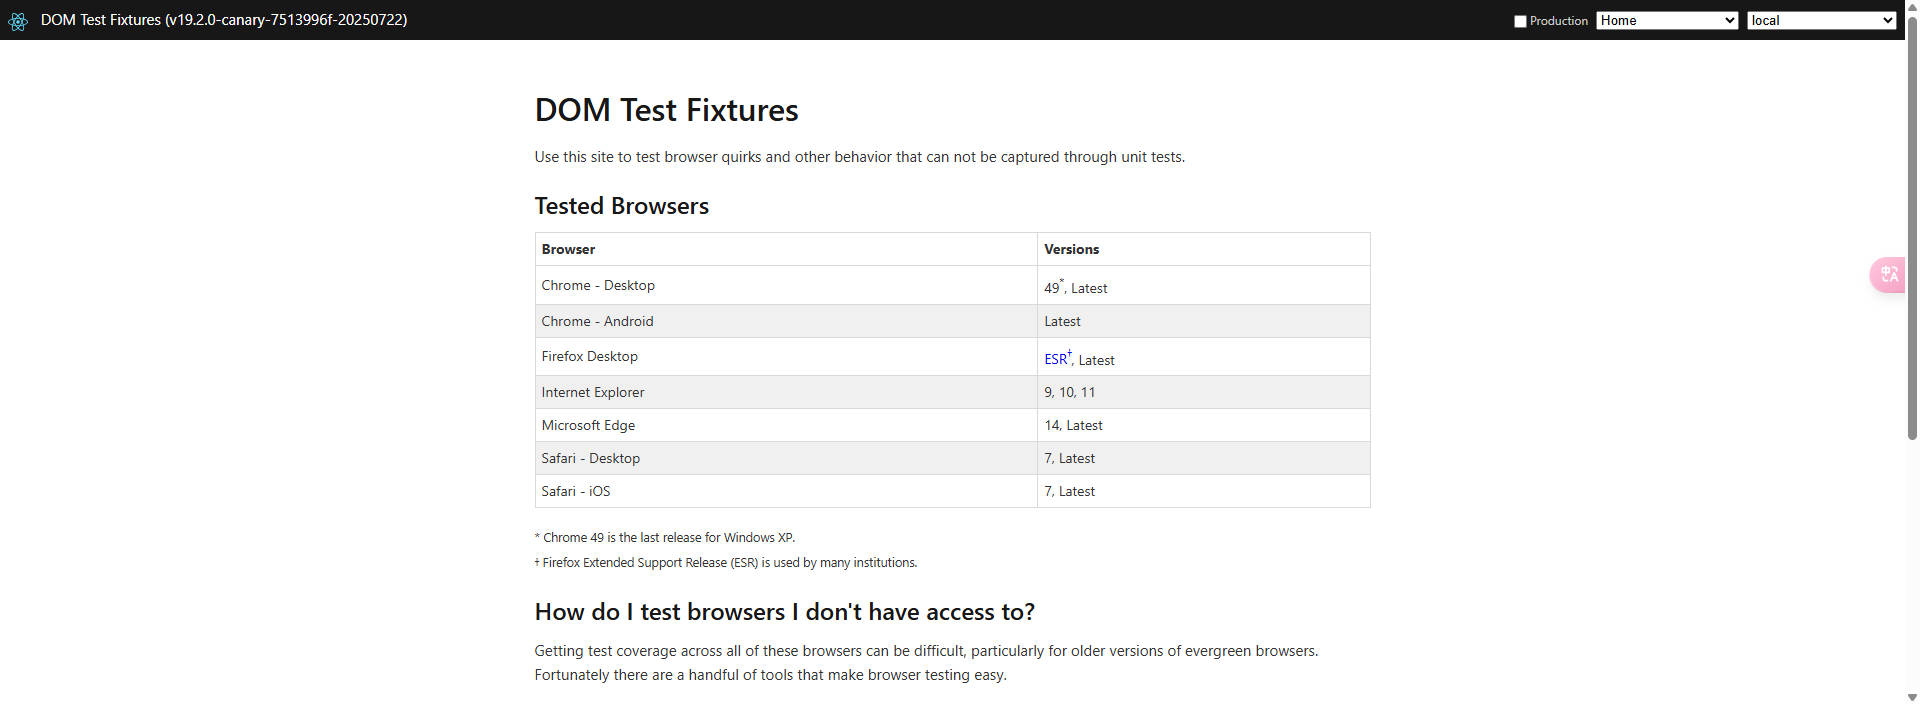 DOM Test Fixtures (v19.2.0-canary-7513996f-20250722)
Production
Home
local
DOM Test Fixtures
Use this site to test browser quirks and other behavior that can not be captured through unit tests.
Tested Browsers
Browser Versions
Chrome - Desktop 49*, Latest
Chrome - Android Latest
Firefox Desktop ESR†, Latest
Internet Explorer 9, 10, 11
Microsoft Edge 14, Latest
Safari - Desktop 7, Latest
Safari - iOS 7, Latest
* Chrome 49 is the last release for Windows XP.
† Firefox Extended Support Release (ESR) is used by many institutions.
How do I test browsers I don't have access to?
Getting test coverage across all of these browsers can be difficult, particularly for older versions of evergreen browsers.
Fortunately there are a handful of tools that make browser testing easy.
中A